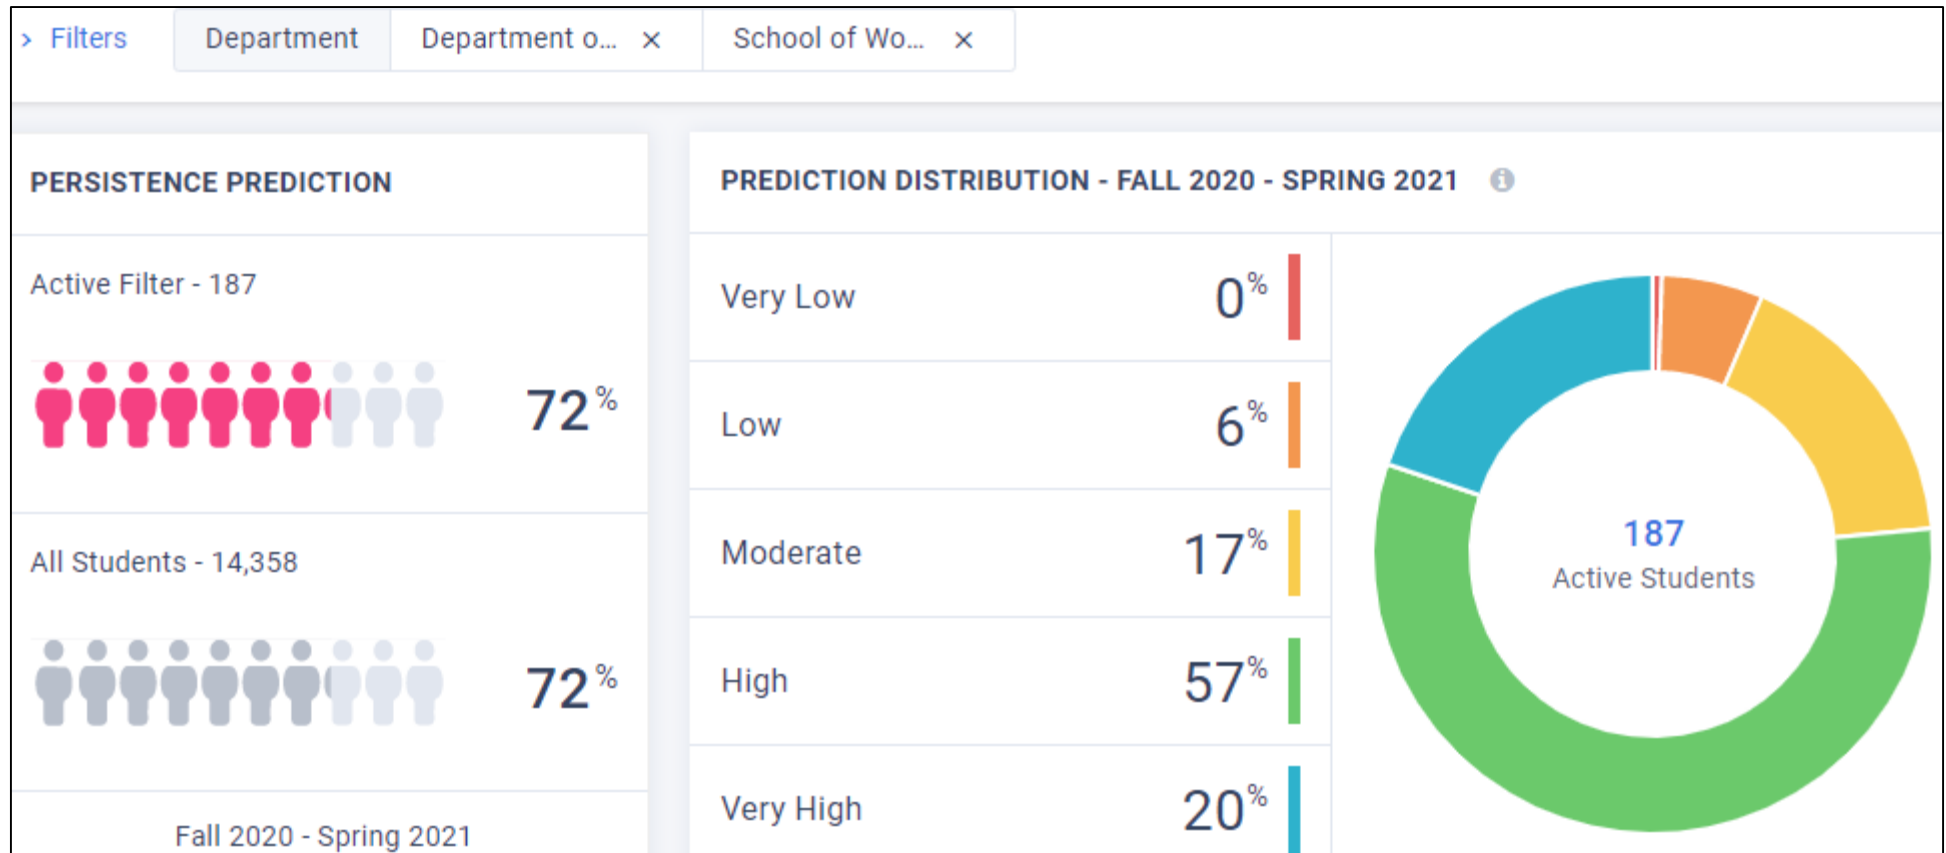 › Filters Department Department o... × School of Wo... ×
PERSISTENCE PREDICTION
Active Filter - 187
72%
All Students - 14,358
72%
Fall 2020 - Spring 2021
PREDICTION DISTRIBUTION - FALL 2020 - SPRING 2021 i
Very Low 0%
Low 6%
Moderate 17%
High 57%
Very High 20%
187
Active Students